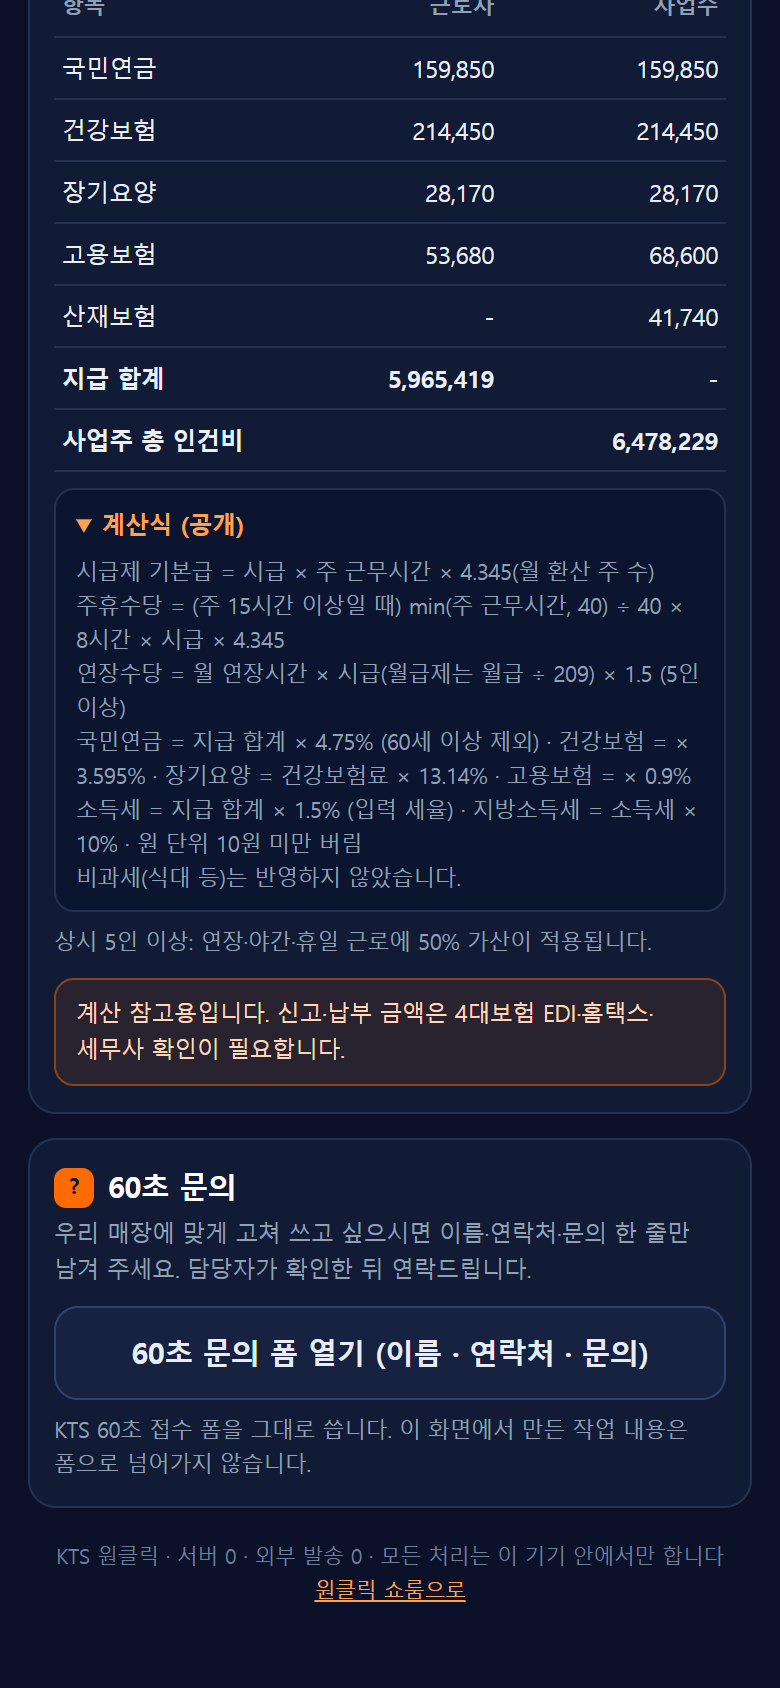 항목 근로자 사업주
국민연금 159,850 159,850
건강보험 214,450 214,450
장기요양 28,170 28,170
고용보험 53,680 68,600
산재보험 - 41,740
지급 합계 5,965,419 -
사업주 총 인건비 6,478,229
▼ 계산식 (공개)
시급제 기본급 = 시급 × 주 근무시간 × 4.345(월 환산 주 수)
주휴수당 = (주 15시간 이상일 때) min(주 근무시간, 40) ÷ 40 ×
8시간 × 시급 × 4.345
연장수당 = 월 연장시간 × 시급(월급제는 월급 ÷ 209) × 1.5 (5인
이상)
국민연금 = 지급 합계 × 4.75% (60세 이상 제외) · 건강보험 = ×
3.595% · 장기요양 = 건강보험료 × 13.14% · 고용보험 = × 0.9%
소득세 = 지급 합계 × 1.5% (입력 세율) · 지방소득세 = 소득세 ×
10% · 원 단위 10원 미만 버림
비과세(식대 등)는 반영하지 않았습니다.
상시 5인 이상: 연장·야간·휴일 근로에 50% 가산이 적용됩니다.
계산 참고용입니다. 신고·납부 금액은 4대보험 EDI·홈택스·
세무사 확인이 필요합니다.
? 60초 문의
우리 매장에 맞게 고쳐 쓰고 싶으시면 이름·연락처·문의 한 줄만
남겨 주세요. 담당자가 확인한 뒤 연락드립니다.
60초 문의 폼 열기 (이름 · 연락처 · 문의)
KTS 60초 접수 폼을 그대로 씁니다. 이 화면에서 만든 작업 내용은
폼으로 넘어가지 않습니다.
KTS 원클릭 · 서버 0 · 외부 발송 0 · 모든 처리는 이 기기 안에서만 합니다
원클릭 쇼룸으로